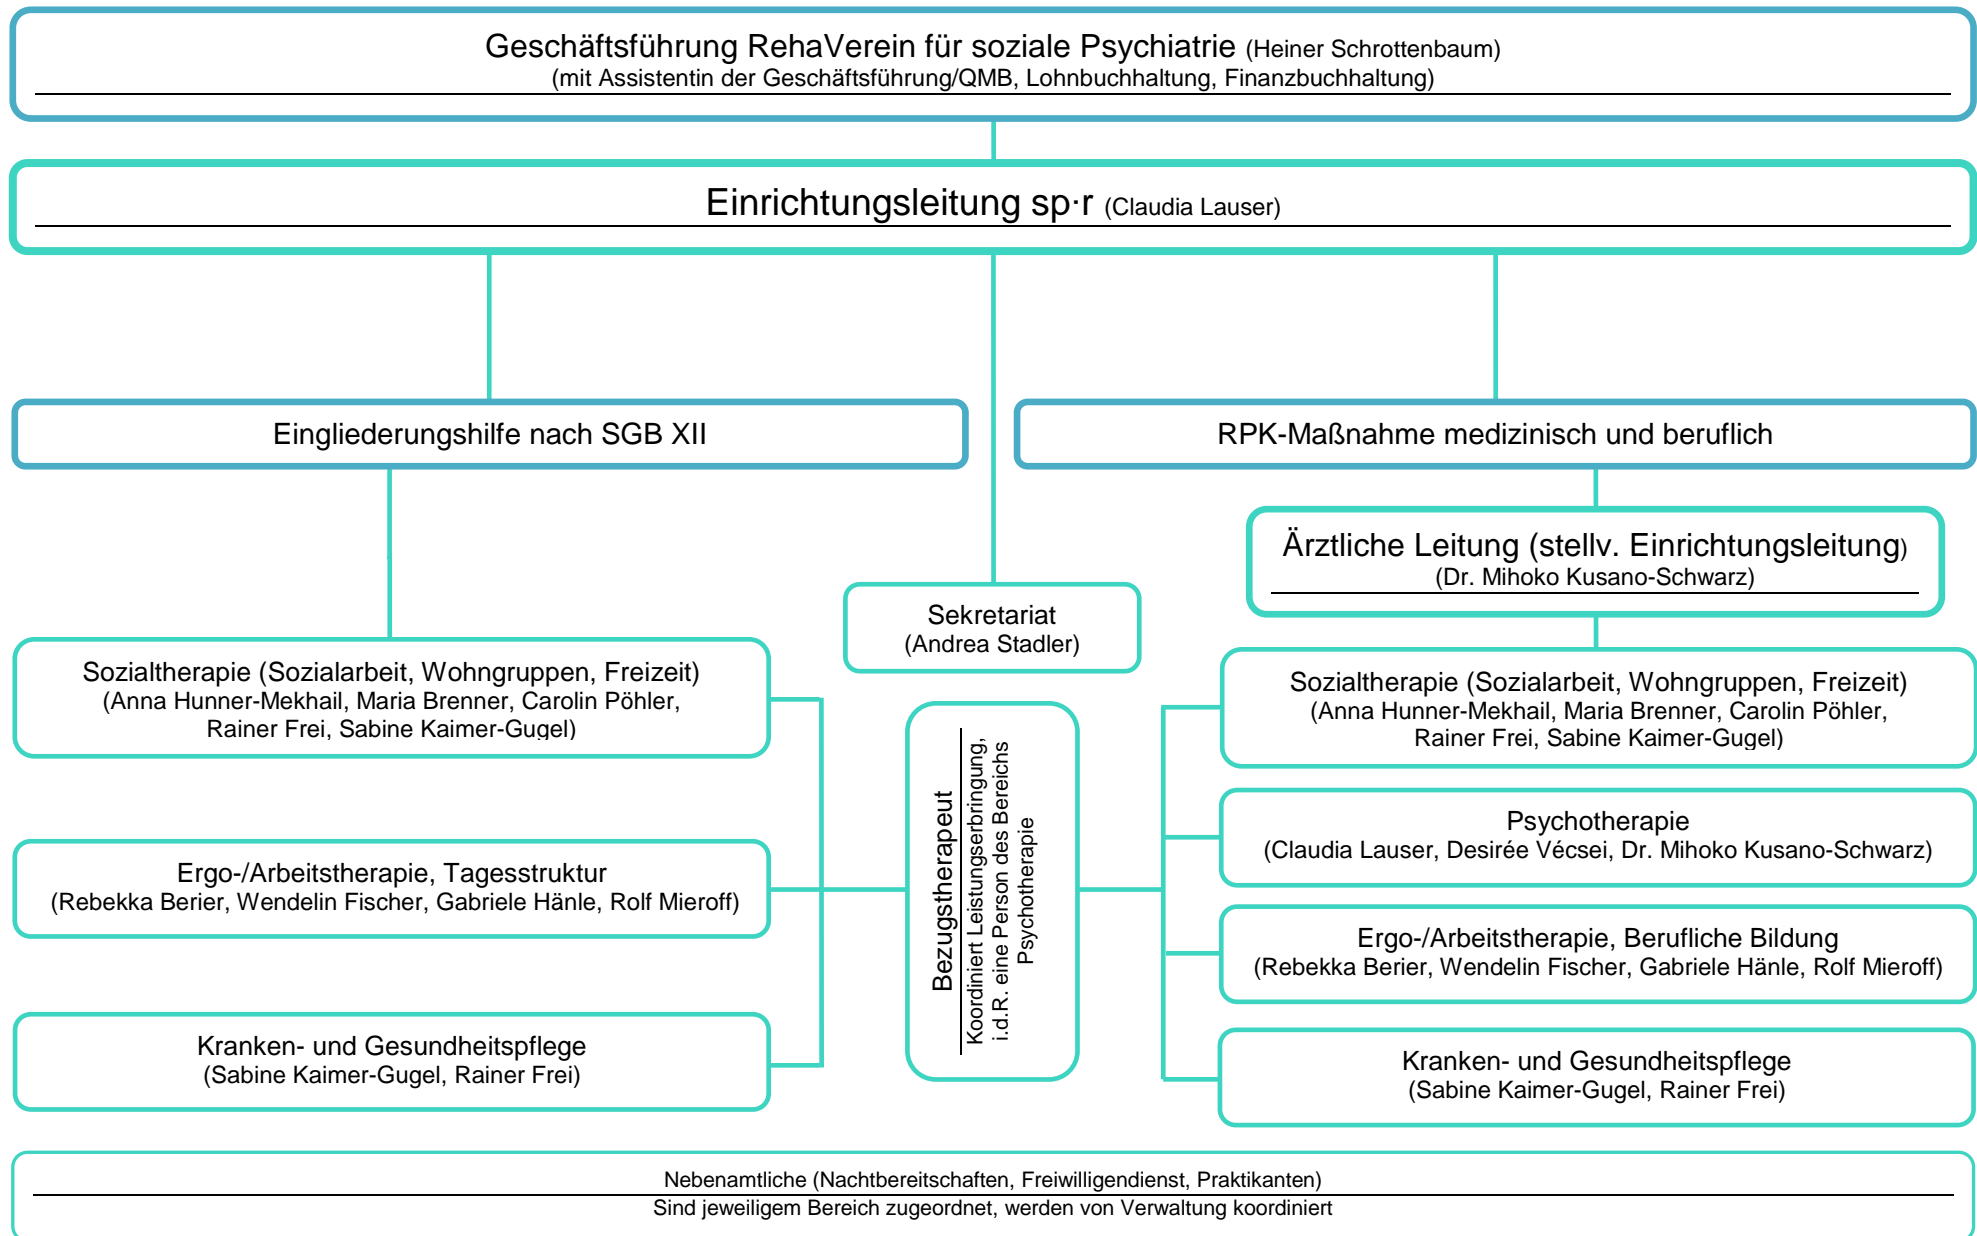 Geschäftsführung RehaVerein für soziale Psychiatrie (Heiner Schrottenbaum)
(mit Assistentin der Geschäftsführung/QMB, Lohnbuchhaltung, Finanzbuchhaltung)
Einrichtungsleitung sp·r (Claudia Lauser)
Eingliederungshilfe nach SGB XII
RPK-Maßnahme medizinisch und beruflich
Ärztliche Leitung (stellv. Einrichtungsleitung)
(Dr. Mihoko Kusano-Schwarz)
Sekretariat
(Andrea Stadler)
Sozialtherapie (Sozialarbeit, Wohngruppen, Freizeit)
(Anna Hunner-Mekhail, Maria Brenner, Carolin Pöhler,
Rainer Frei, Sabine Kaimer-Gugel)
Ergo-/Arbeitstherapie, Tagesstruktur
(Rebekka Berier, Wendelin Fischer, Gabriele Hänle, Rolf Mieroff)
Kranken- und Gesundheitspflege
(Sabine Kaimer-Gugel, Rainer Frei)
Bezugstherapeut
Koordiniert Leistungserbringung,
i.d.R. eine Person des Bereichs
Psychotherapie
Sozialtherapie (Sozialarbeit, Wohngruppen, Freizeit)
(Anna Hunner-Mekhail, Maria Brenner, Carolin Pöhler,
Rainer Frei, Sabine Kaimer-Gugel)
Psychotherapie
(Claudia Lauser, Desirée Vécsei, Dr. Mihoko Kusano-Schwarz)
Ergo-/Arbeitstherapie, Berufliche Bildung
(Rebekka Berier, Wendelin Fischer, Gabriele Hänle, Rolf Mieroff)
Kranken- und Gesundheitspflege
(Sabine Kaimer-Gugel, Rainer Frei)
Nebenamtliche (Nachtbereitschaften, Freiwilligendienst, Praktikanten)
Sind jeweiligem Bereich zugeordnet, werden von Verwaltung koordiniert